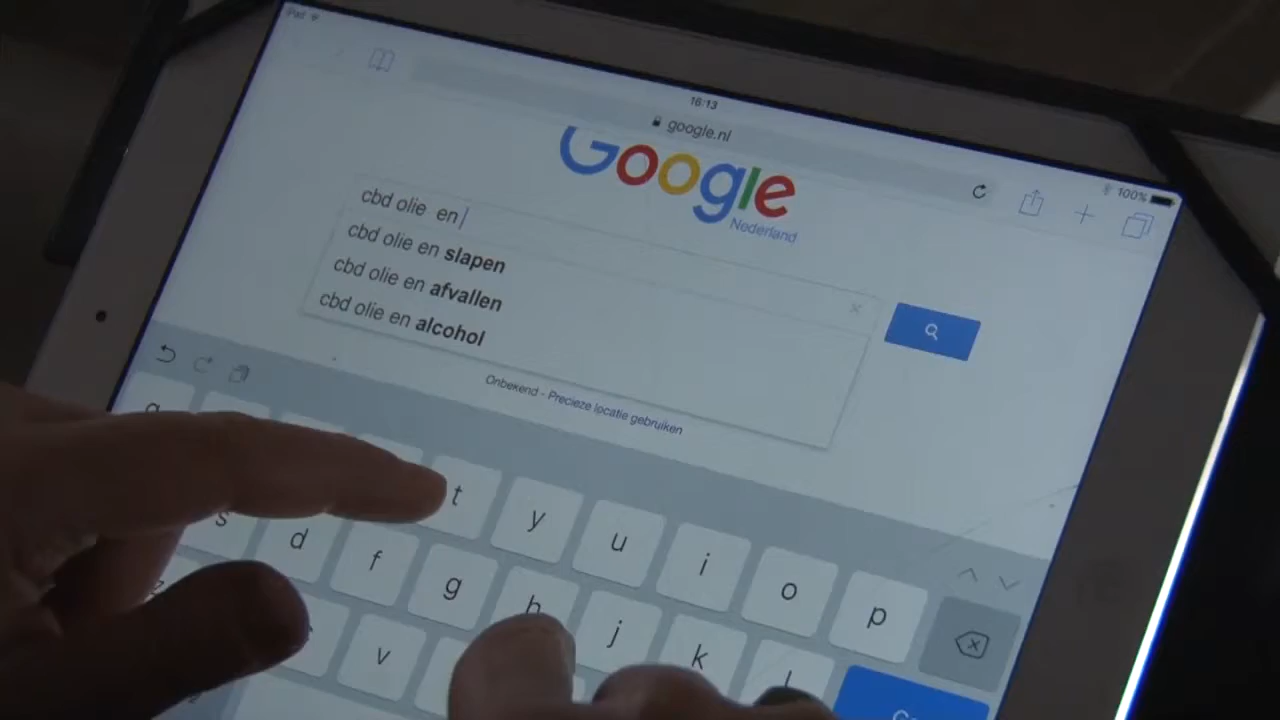 iPad
16:13
100%
google.nl
Google
Nederland
cbd olie en
cbd olie en slapen
cbd olie en afvallen
cbd olie en alcohol
Onbekend - Precieze locatie gebruiken
t y u i o p
s d f g h j k l
v